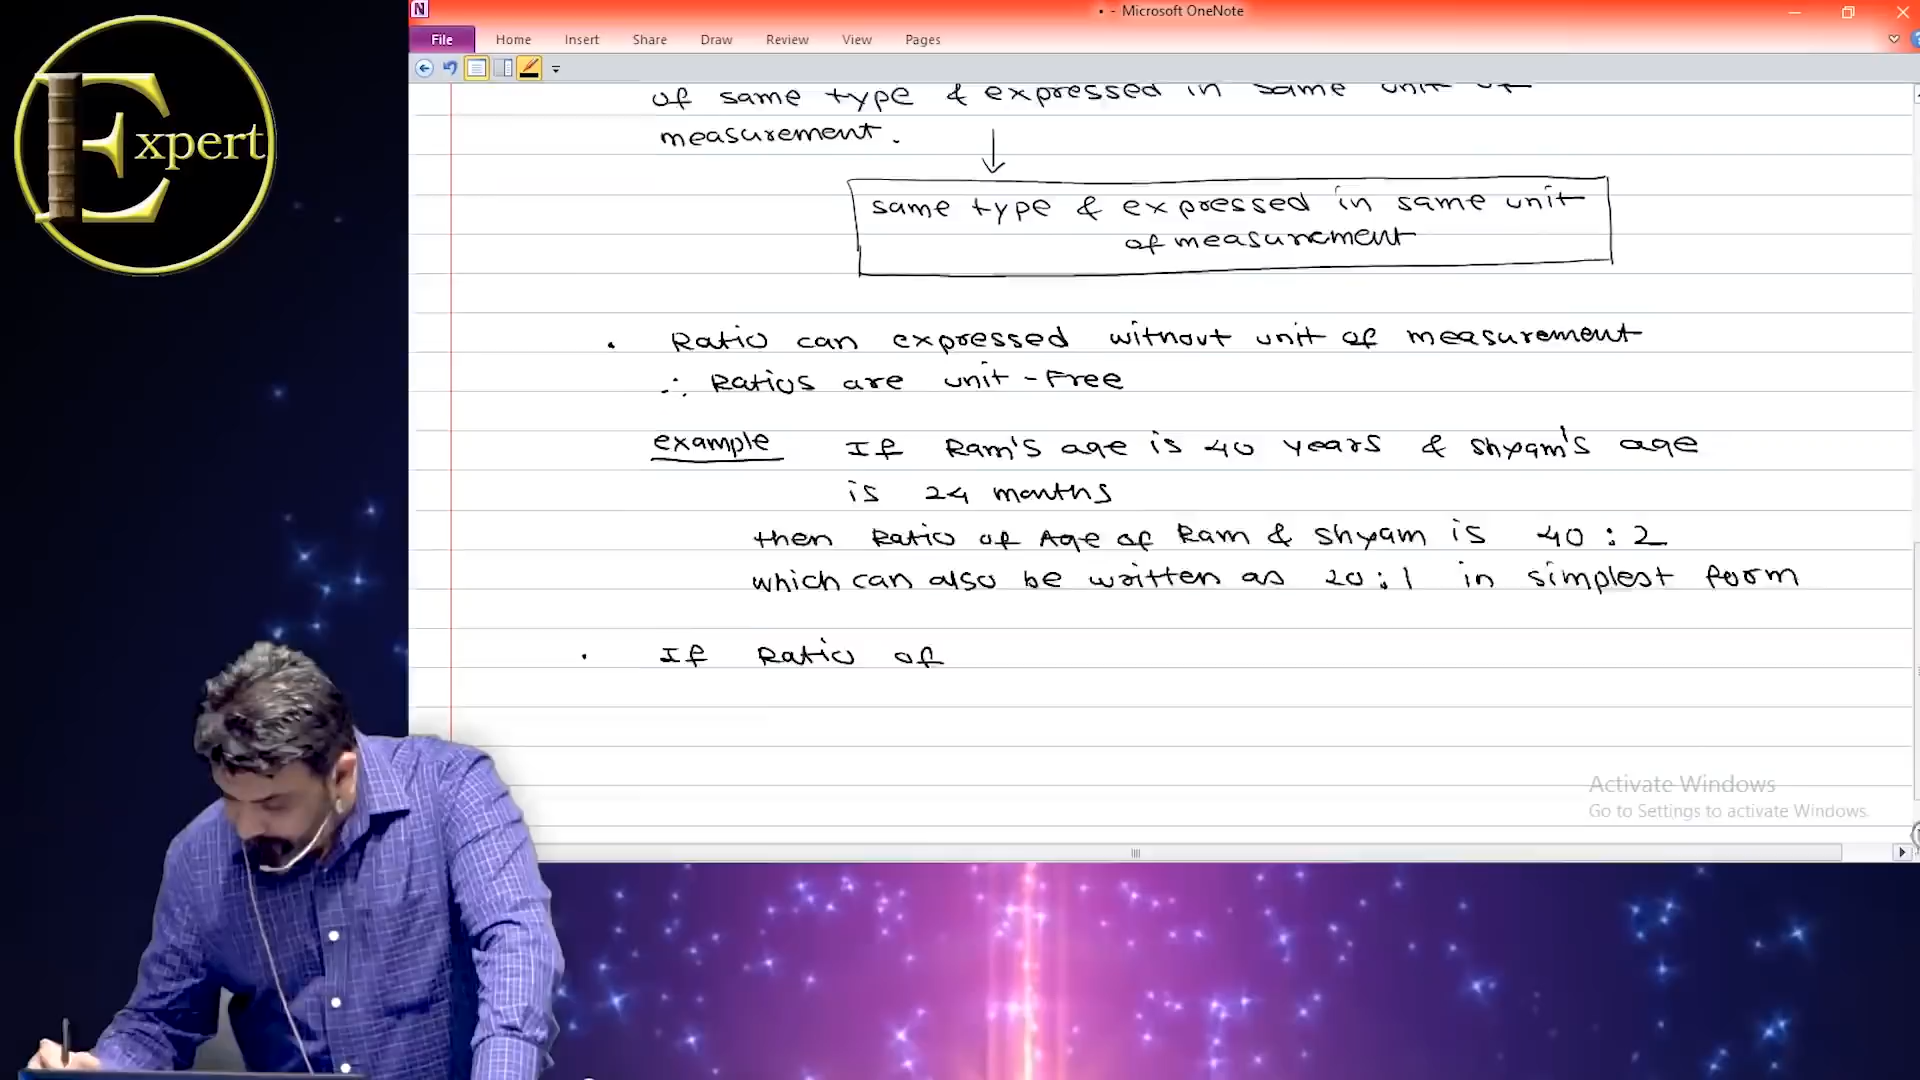 Expert
- Microsoft OneNote
File Home Insert Share Draw Review View Pages
of same type & expressed in same unit of
measurement.
same type & expressed in same unit
of measurement
. Ratio can expressed without unit of measurement
∴ Ratios are unit-Free
example If Ram's age is 40 years & Shyam's age
is 24 months
then Ratio of Age of Ram & Shyam is 40 : 2
which can also be written as 20:1 in simplest form
. If Ratio of
Activate Windows
Go to Settings to activate Windows.